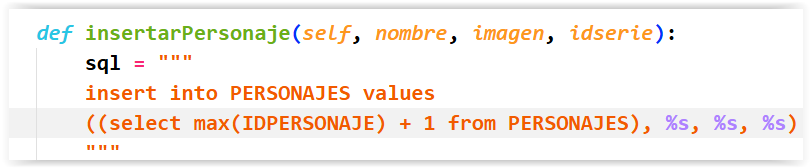 def insertarPersonaje(self, nombre, imagen, idserie):
sql = """
insert into PERSONAJES values
((select max(IDPERSONAJE) + 1 from PERSONAJES), %s, %s, %s)
"""